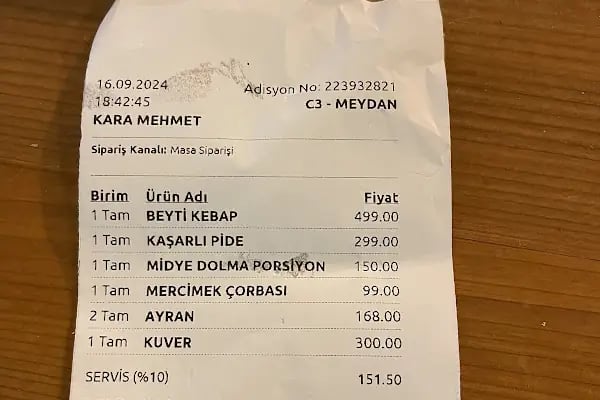 16.09.2024 Adisyon No: 223932821
18:42:45 C3 - MEYDAN
KARA MEHMET
Sipariş Kanalı: Masa Siparişi
Birim Ürün Adı Fiyat
1 Tam BEYTİ KEBAP 499.00
1 Tam KAŞARLI PİDE 299.00
1 Tam MİDYE DOLMA PORSİYON 150.00
1 Tam MERCİMEK ÇORBASI 99.00
2 Tam AYRAN 168.00
1 Tam KUVER 300.00
SERVİS (%10) 151.50